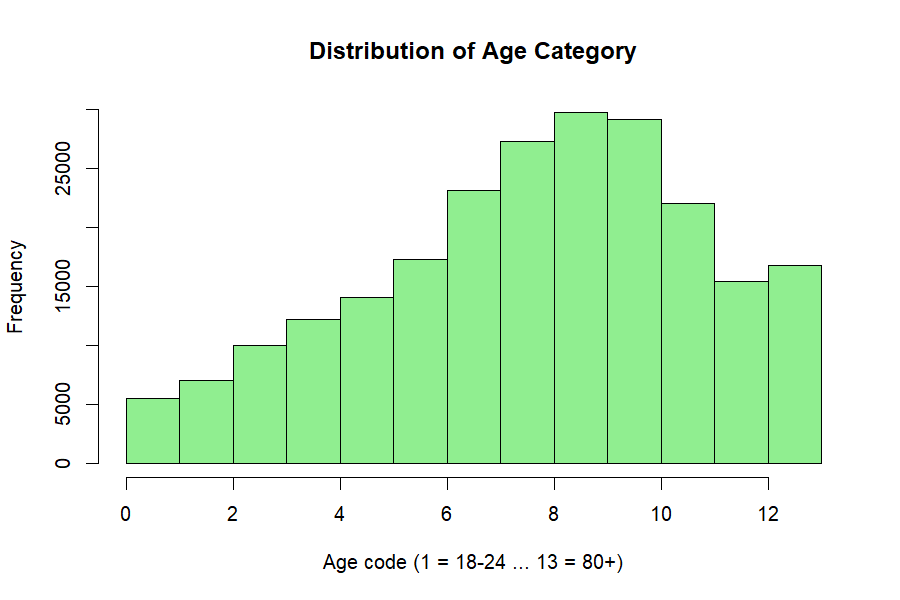 Distribution of Age Category
Frequency
25000
15000
5000
0
0 2 4 6 8 10 12
Age code (1 = 18-24 ... 13 = 80+)